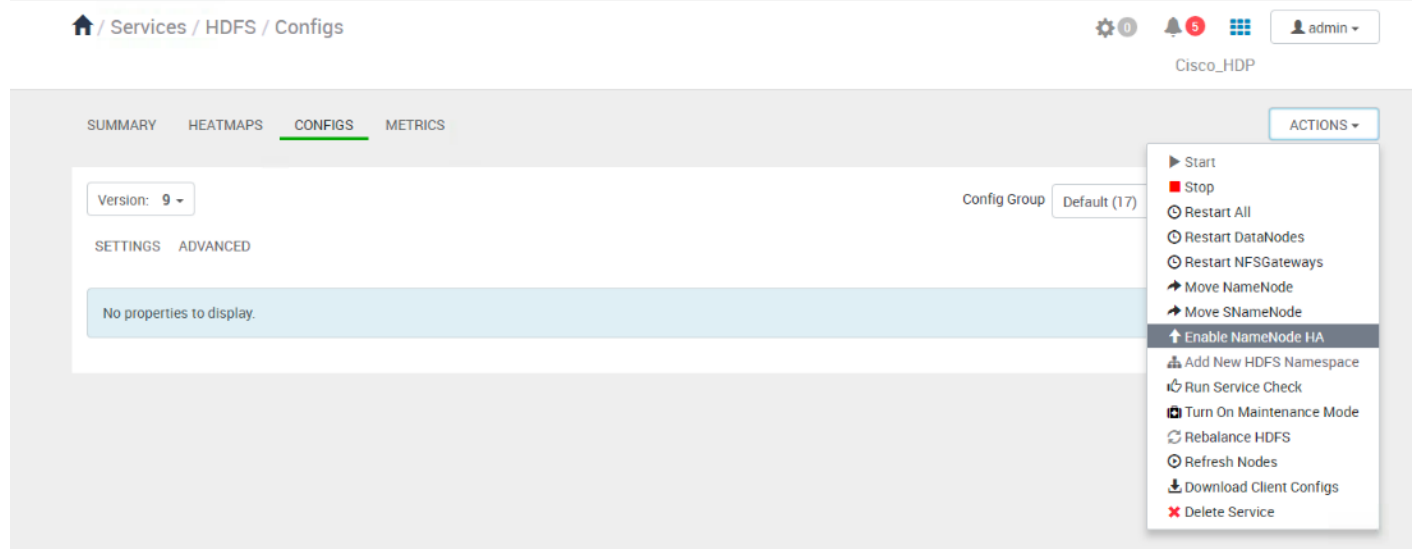 / Services / HDFS / Configs
0
5
admin
Cisco_HDP
SUMMARY HEATMAPS CONFIGS METRICS
ACTIONS
Version: 9
Config Group Default (17)
SETTINGS ADVANCED
No properties to display.
Start
Stop
Restart All
Restart DataNodes
Restart NFSGateways
Move NameNode
Move SNameNode
Enable NameNode HA
Add New HDFS Namespace
Run Service Check
Turn On Maintenance Mode
Rebalance HDFS
Refresh Nodes
Download Client Configs
Delete Service